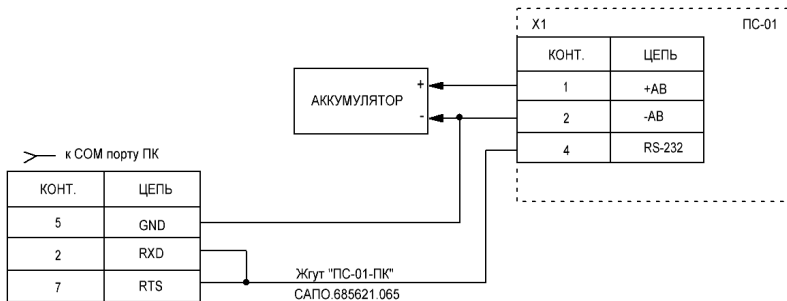 X1 ПС-01
КОНТ. ЦЕПЬ
1 +АВ
2 -АВ
4 RS-232
АККУМУЛЯТОР + -
к СОМ порту ПК
КОНТ. ЦЕПЬ
5 GND
2 RXD
7 RTS
Жгут "ПС-01-ПК"
САПО.685621.065